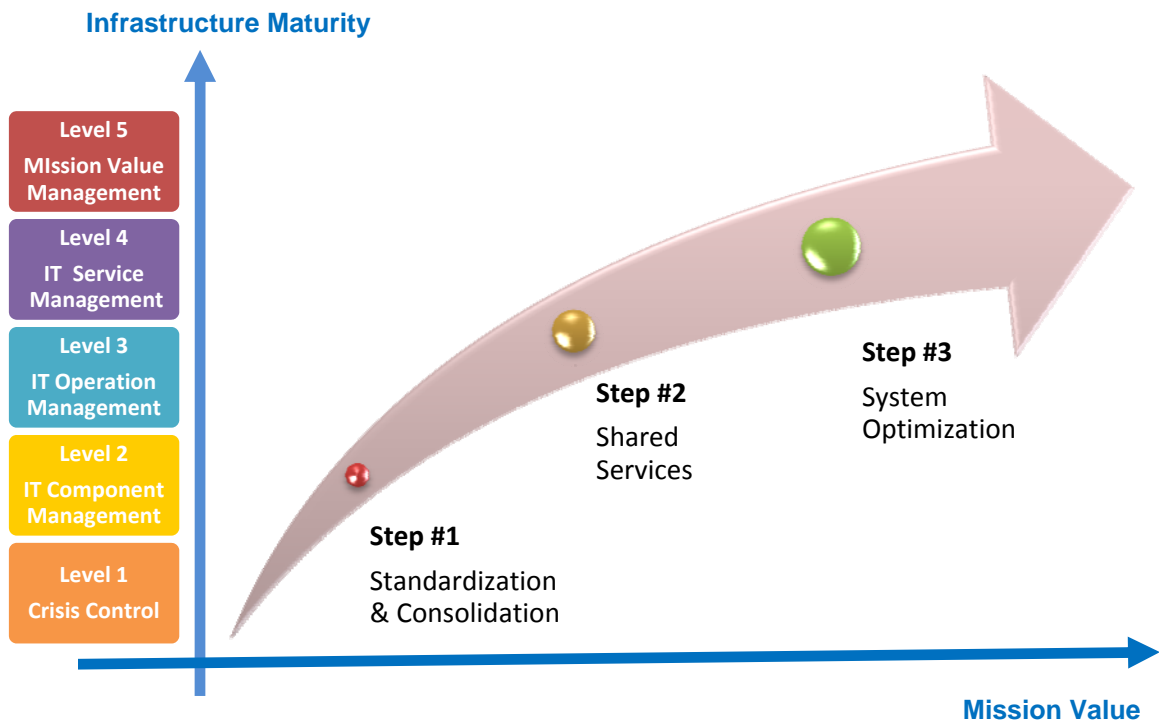 Infrastructure Maturity
Level 5
MIssion Value
Management
Level 4
IT Service
Management
Level 3
IT Operation
Management
Level 2
IT Component
Management
Level 1
Crisis Control
Step #1
Standardization
& Consolidation
Step #2
Shared
Services
Step #3
System
Optimization
Mission Value